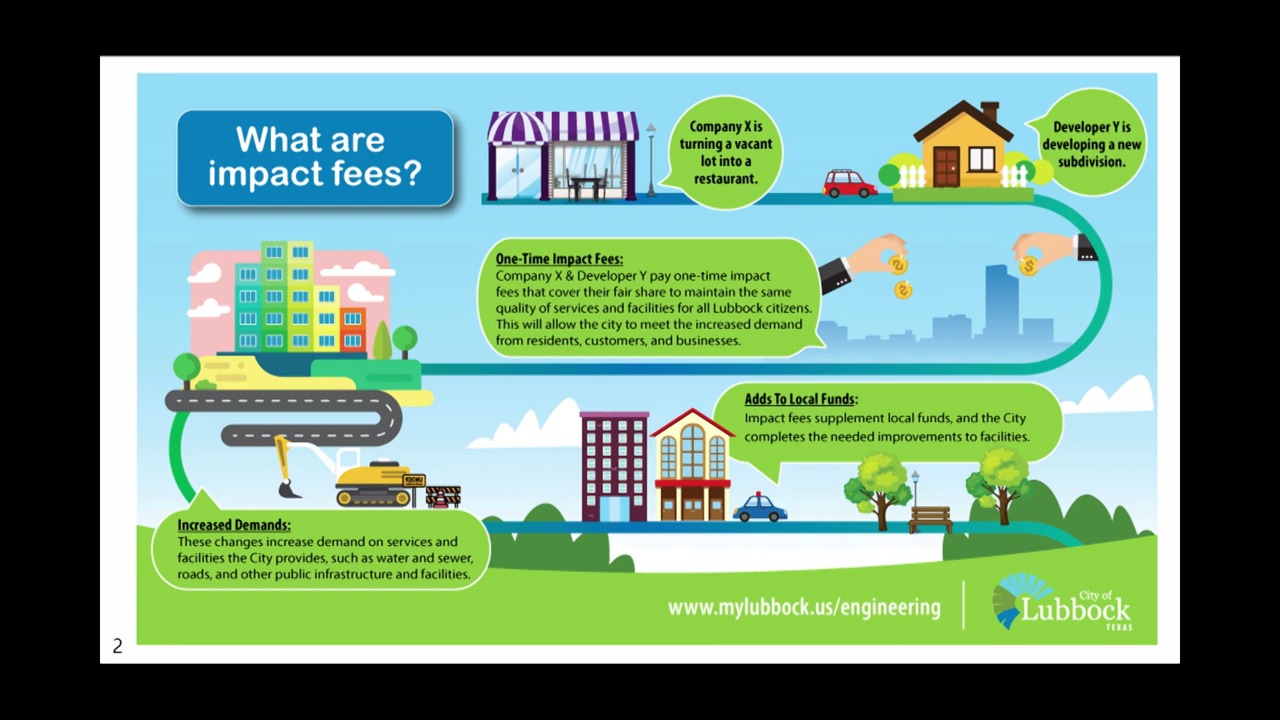 What are
impact fees?
Company X is
turning a vacant
lot into a
restaurant.
Developer Y is
developing a new
subdivision.
One-Time Impact Fees:
Company X & Developer Y pay one-time impact
fees that cover their fair share to maintain the same
quality of services and facilities for all Lubbock citizens.
This will allow the city to meet the increased demand
from residents, customers, and businesses.
Adds To Local Funds:
Impact fees supplement local funds, and the City
completes the needed improvements to facilities.
Increased Demands:
These changes increase demand on services and
facilities the City provides, such as water and sewer,
roads, and other public infrastructure and facilities.
www.mylubbock.us/engineering
City of
Lubbock
TEXAS
2